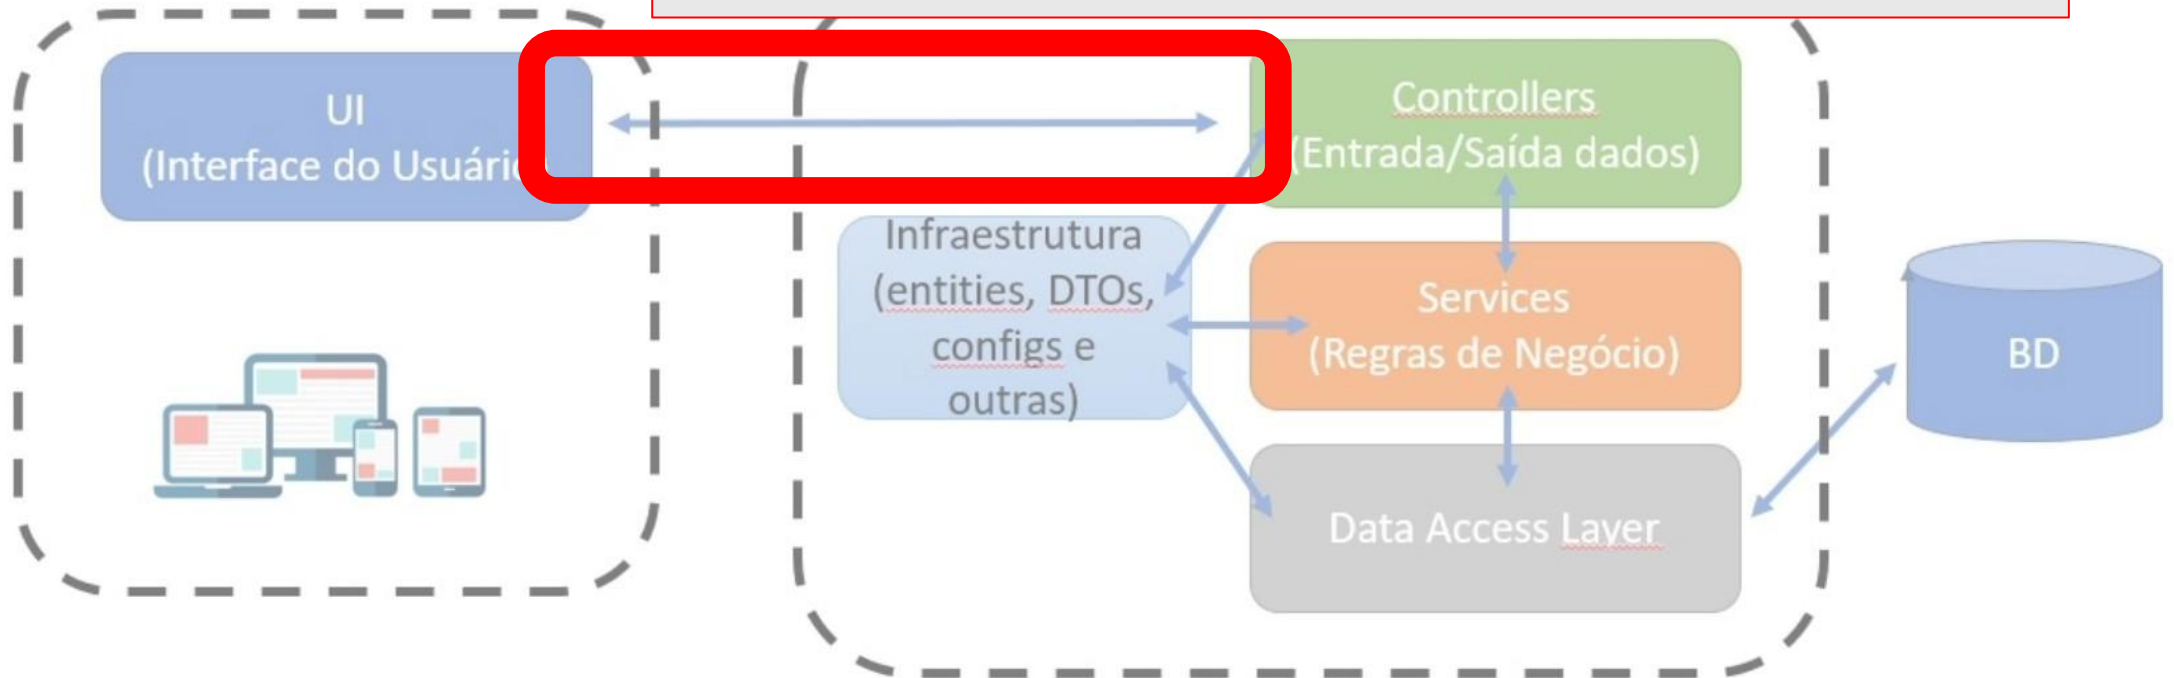 UI
(Interface do Usuário
Controllers
(Entrada/Saída dados)
Infraestrutura
(entities, DTOs,
configs e
outras)
Services
(Regras de Negócio)
BD
Data Access Layer